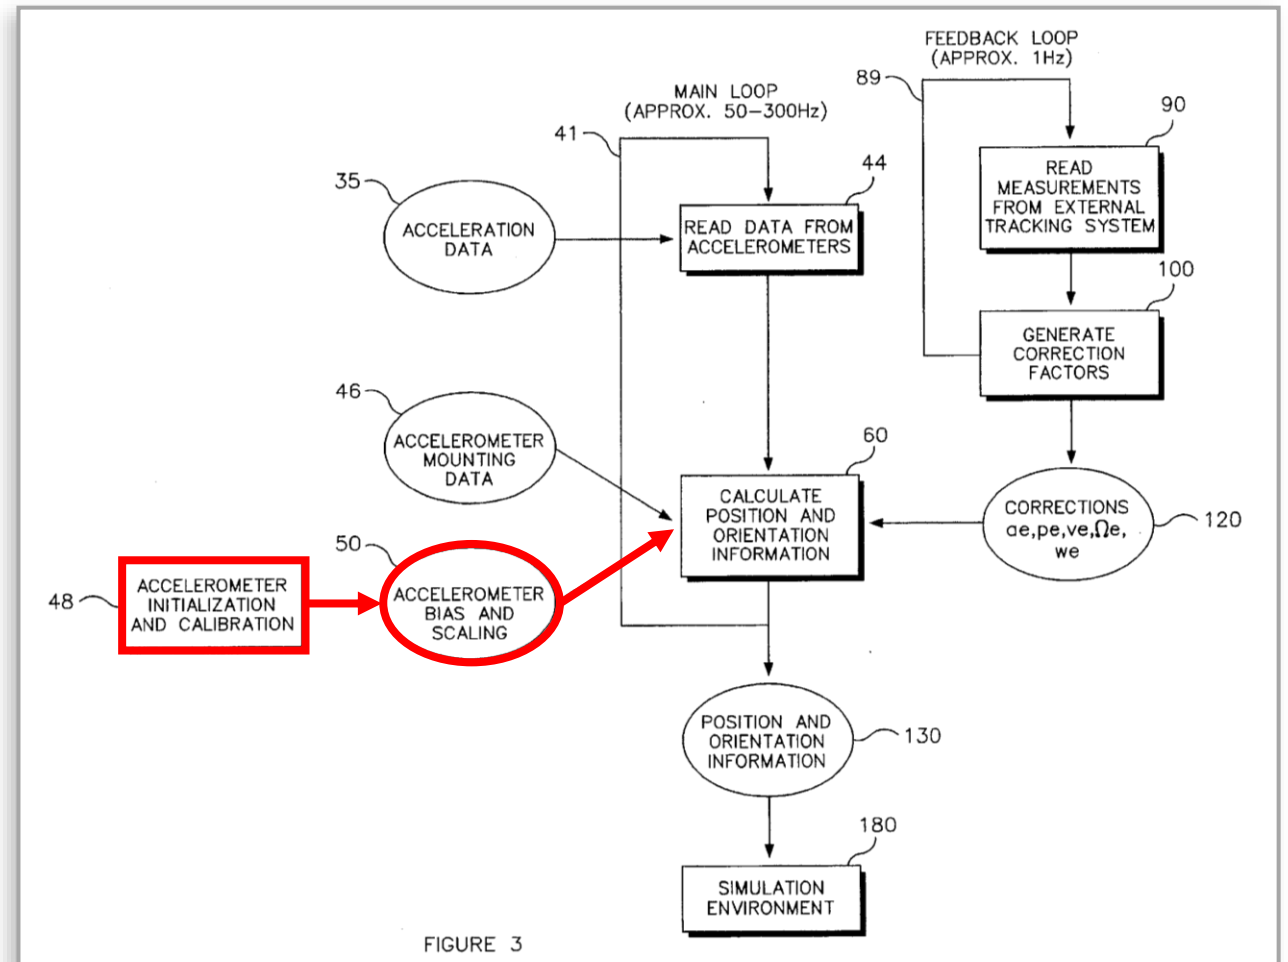 FEEDBACK LOOP
(APPROX. 1Hz)
89
MAIN LOOP
(APPROX. 50-300Hz)
90
41
READ
MEASUREMENTS
FROM EXTERNAL
TRACKING SYSTEM
35
44
ACCELERATION
DATA
READ DATA FROM
ACCELEROMETERS
100
GENERATE
CORRECTION
FACTORS
46
ACCELEROMETER
MOUNTING
DATA
60
CALCULATE
POSITION AND
ORIENTATION
INFORMATION
CORRECTIONS
ae,pe,ve,Ωe,
we
120
50
48
ACCELEROMETER
INITIALIZATION
AND CALIBRATION
ACCELEROMETER
BIAS AND
SCALING
POSITION AND
ORIENTATION
INFORMATION
130
180
SIMULATION
ENVIRONMENT
FIGURE 3